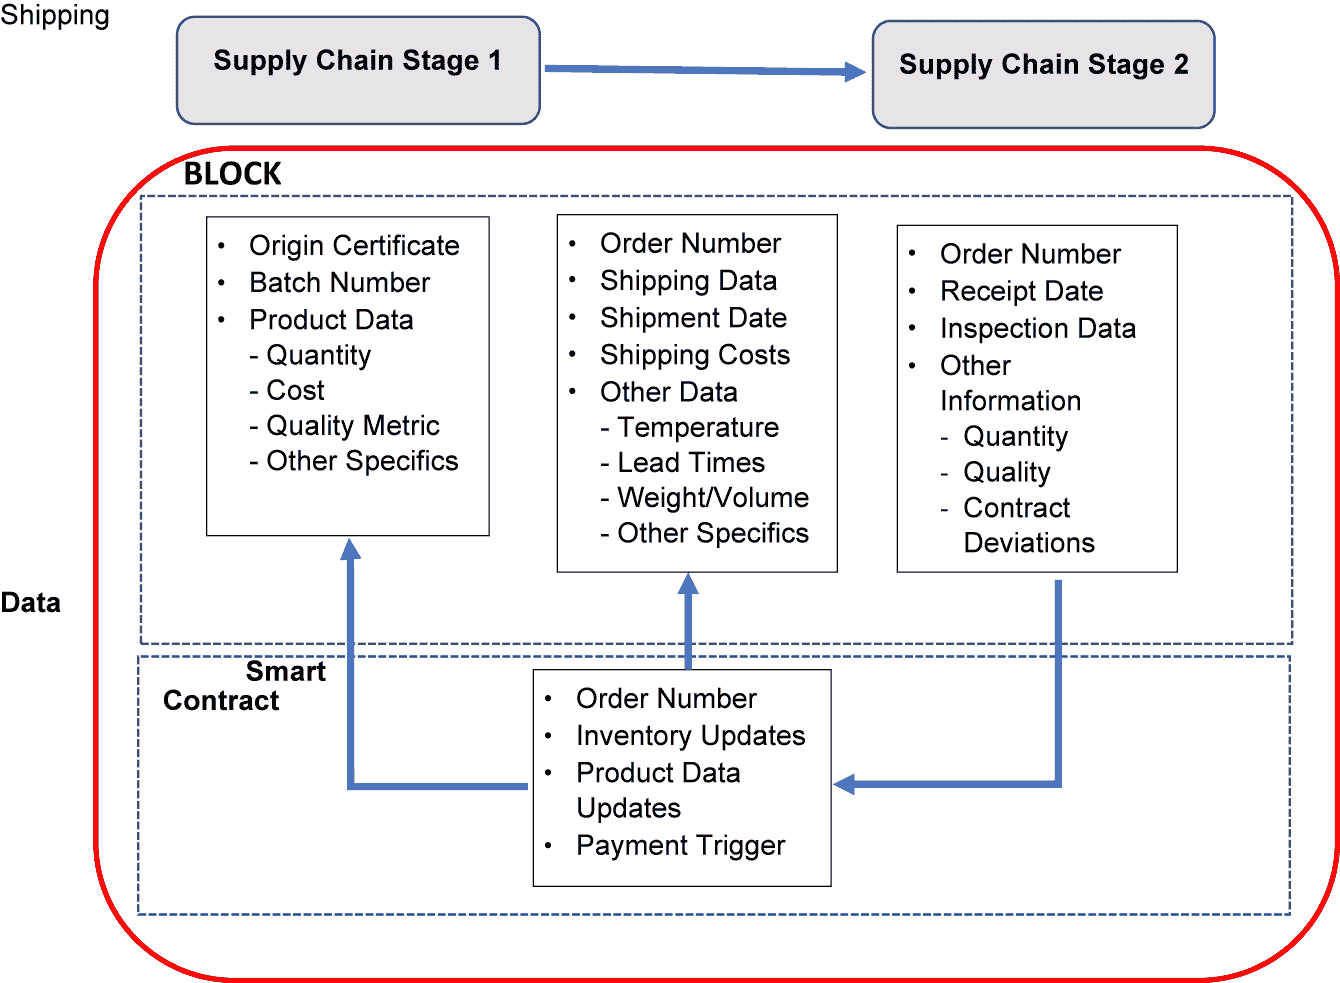 Shipping
Supply Chain Stage 1
Supply Chain Stage 2
BLOCK
• Origin Certificate
• Batch Number
• Product Data
- Quantity
- Cost
- Quality Metric
- Other Specifics
• Order Number
• Shipping Data
• Shipment Date
• Shipping Costs
• Other Data
- Temperature
- Lead Times
- Weight/Volume
- Other Specifics
• Order Number
• Receipt Date
• Inspection Data
• Other
Information
- Quantity
- Quality
- Contract
Deviations
Data
Smart
Contract
• Order Number
• Inventory Updates
• Product Data
Updates
• Payment Trigger